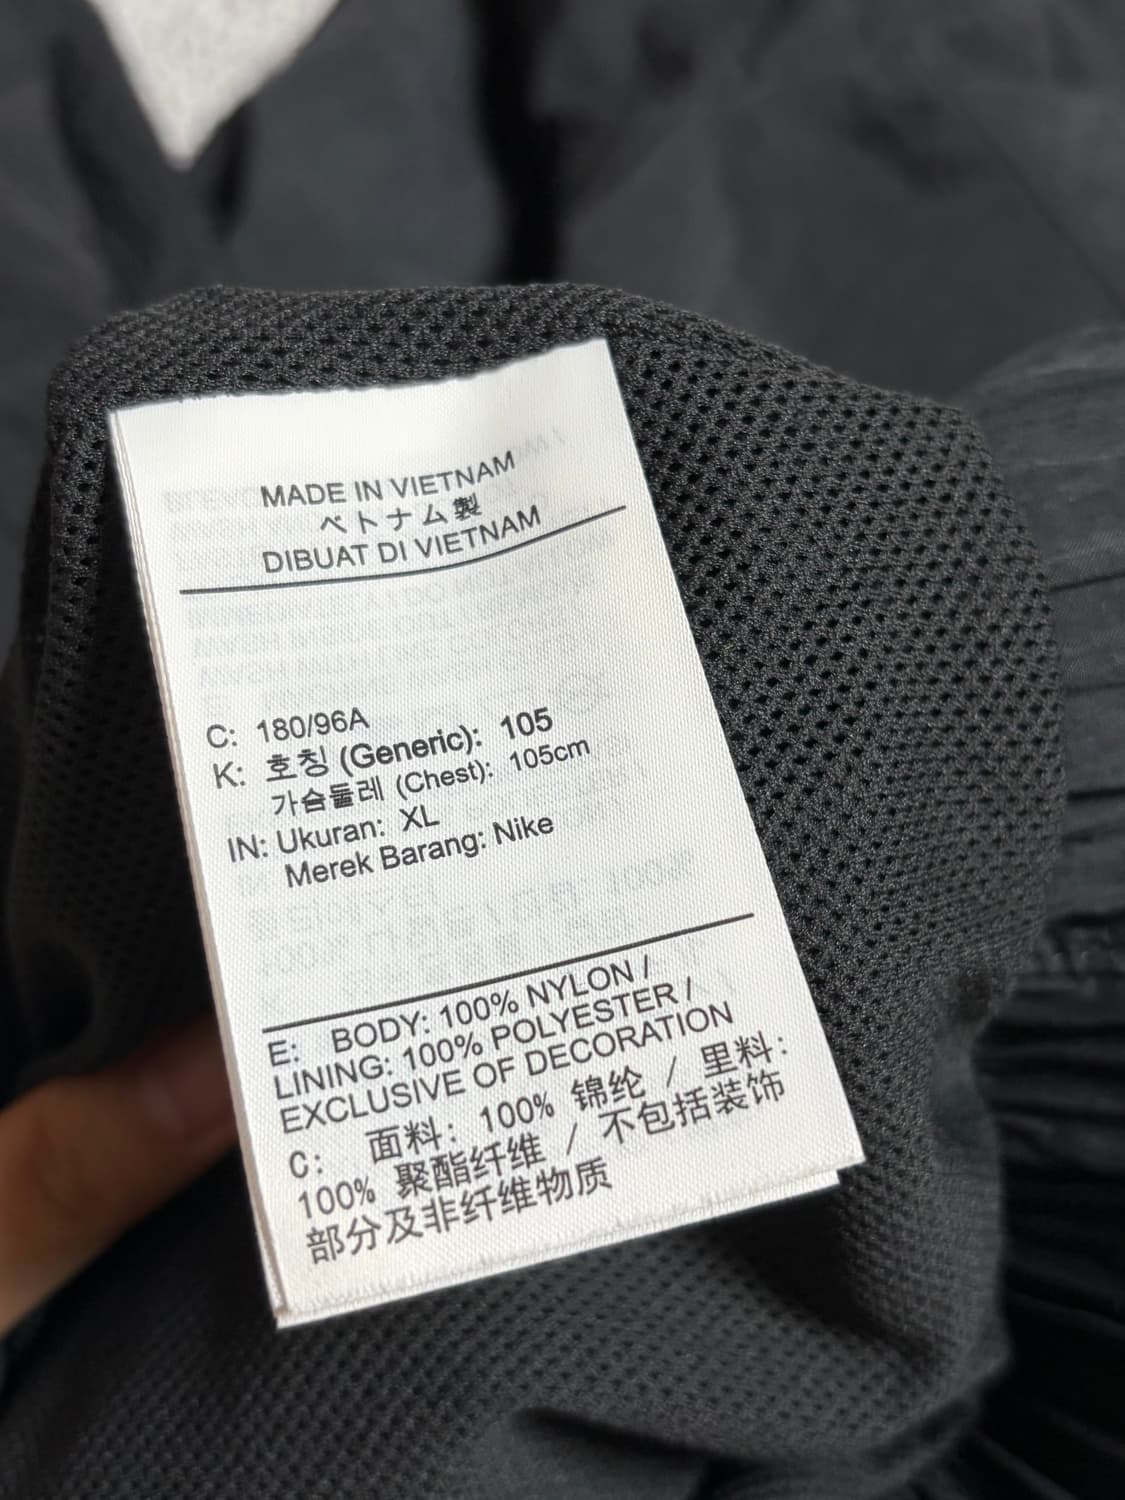 MADE IN VIETNAM
ベトナム製
DIBUAT DI VIETNAM
C: 180/96A
K: 호칭 (Generic): 105
가슴둘레 (Chest): 105cm
IN: Ukuran: XL
Merek Barang: Nike
E: BODY: 100% NYLON /
LINING: 100% POLYESTER /
EXCLUSIVE OF DECORATION
C: 面料: 100% 锦纶 / 里料:
100% 聚酯纤维 / 不包括装饰
部分及非纤维物质